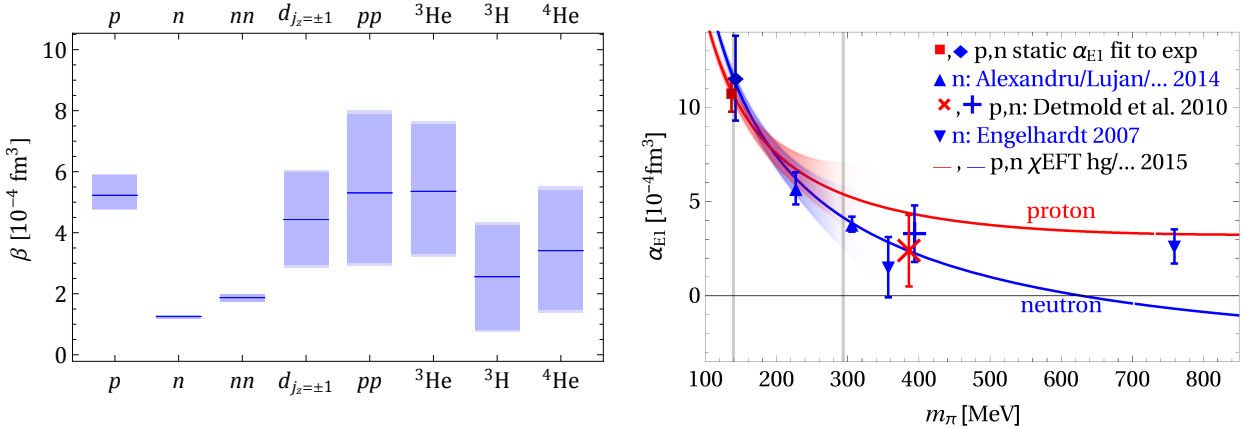 p n nn d_{j_z=±1} pp ³He ³H ⁴He
10
8
6
4
2
0
β [10⁻⁴ fm³]
p n nn d_{j_z=±1} pp ³He ³H ⁴He
p,n static α_{E1} fit to exp
n: Alexandru/Lujan/... 2014
, p,n: Detmold et al. 2010
n: Engelhardt 2007
, p,n χEFT hg/... 2015
10
5
0
α_{E1} [10⁻⁴fm³]
proton
neutron
100 200 300 400 500 600 700 800
m_π [MeV]